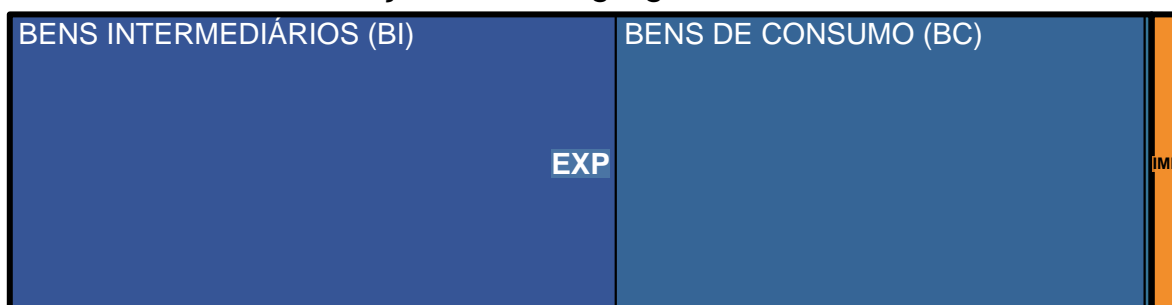 BENS INTERMEDIÁRIOS (BI)
BENS DE CONSUMO (BC)
EXP